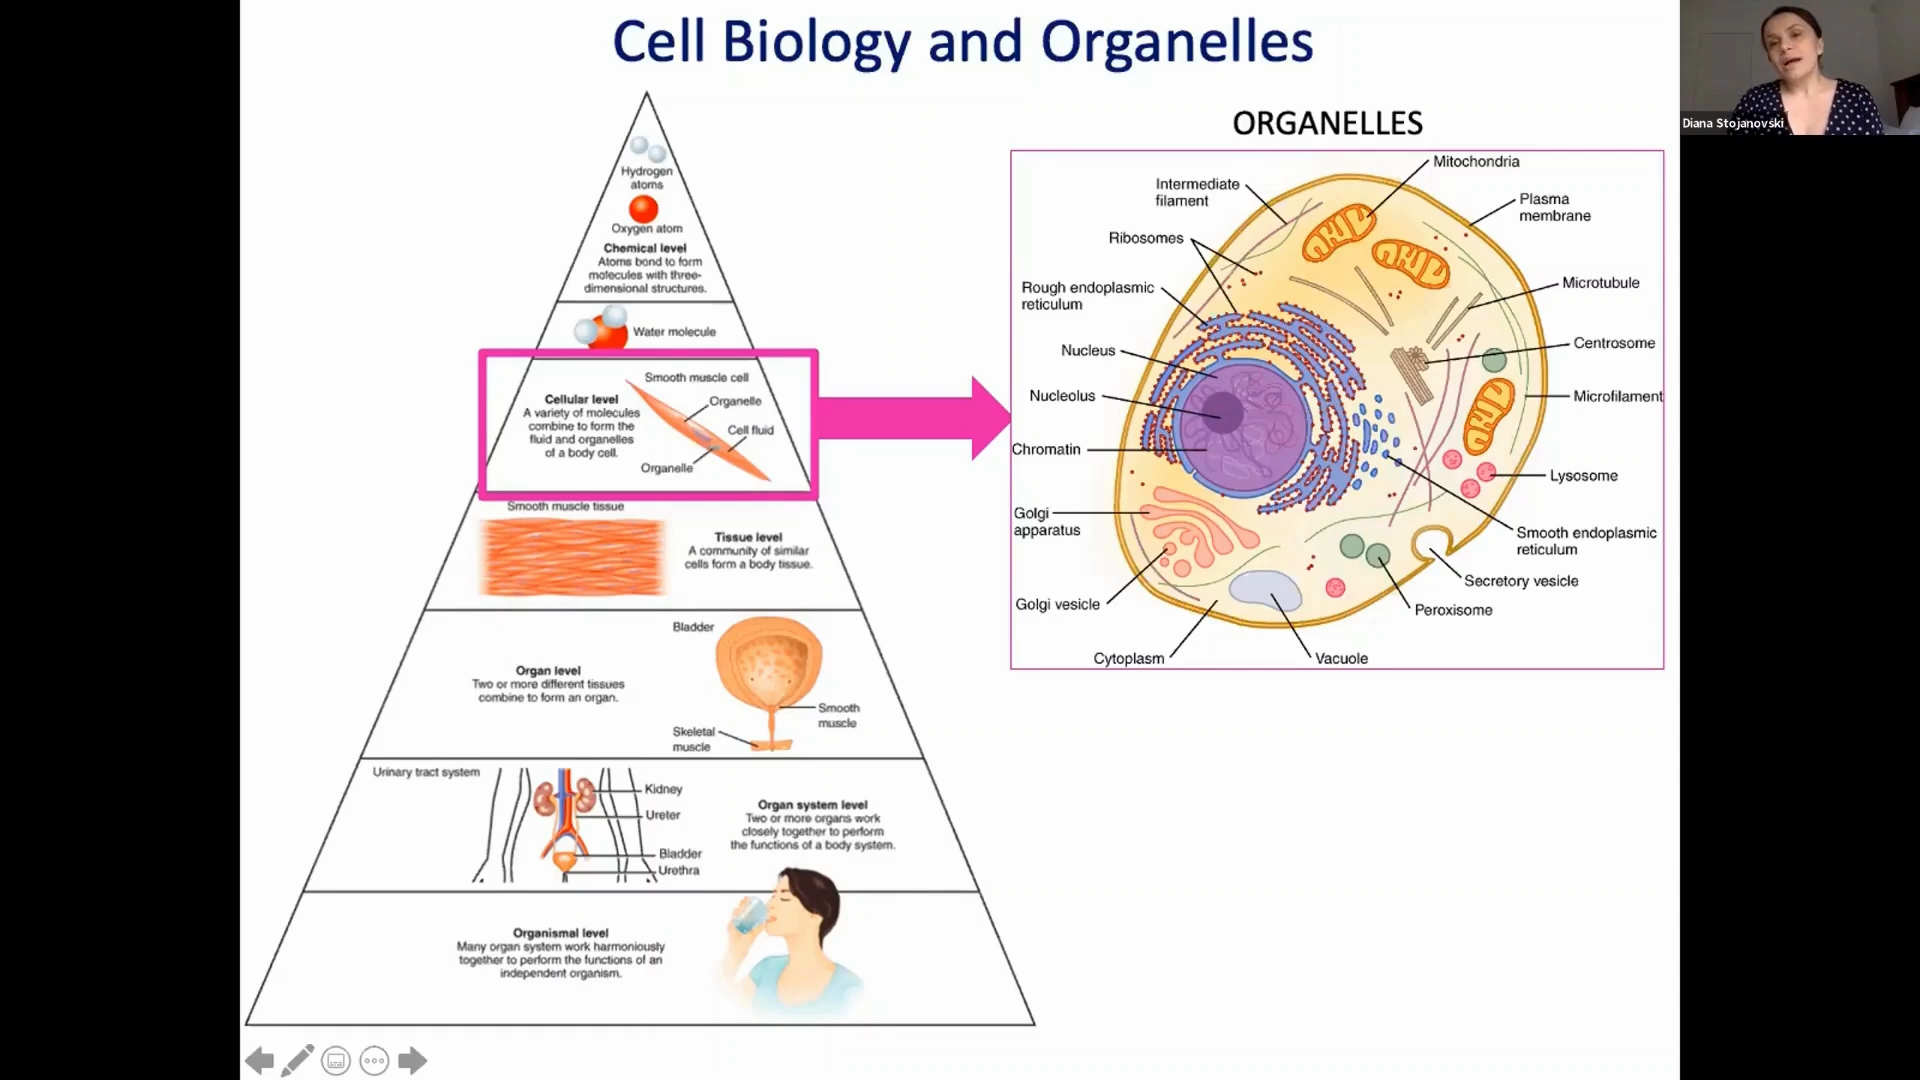 Cell Biology and Organelles
Diana Stojanovski
Hydrogen
atoms
Oxygen atom
Chemical level
Atoms bond to form
molecules with three-
dimensional structures.
Water molecule
Smooth muscle cell
Cellular level
A variety of molecules
combine to form the
fluid and organelles
of a body cell.
Organelle
Cell fluid
Organelle
Smooth muscle tissue
Tissue level
A community of similar
cells form a body tissue.
Bladder
Organ level
Two or more different tissues
combine to form an organ.
Smooth
muscle
Skeletal
muscle
Urinary tract system
Kidney
Ureter
Bladder
Urethra
Organ system level
Two or more organs work
closely together to perform
the functions of a body system.
Organismal level
Many organ system work harmoniously
together to perform the functions of an
independent organism.
ORGANELLES
Mitochondria
Intermediate
filament
Plasma
membrane
Ribosomes
Rough endoplasmic
reticulum
Microtubule
Nucleus
Centrosome
Nucleolus
Microfilament
Chromatin
Lysosome
Golgi
apparatus
Smooth endoplasmic
reticulum
Secretory vesicle
Golgi vesicle
Peroxisome
Cytoplasm
Vacuole